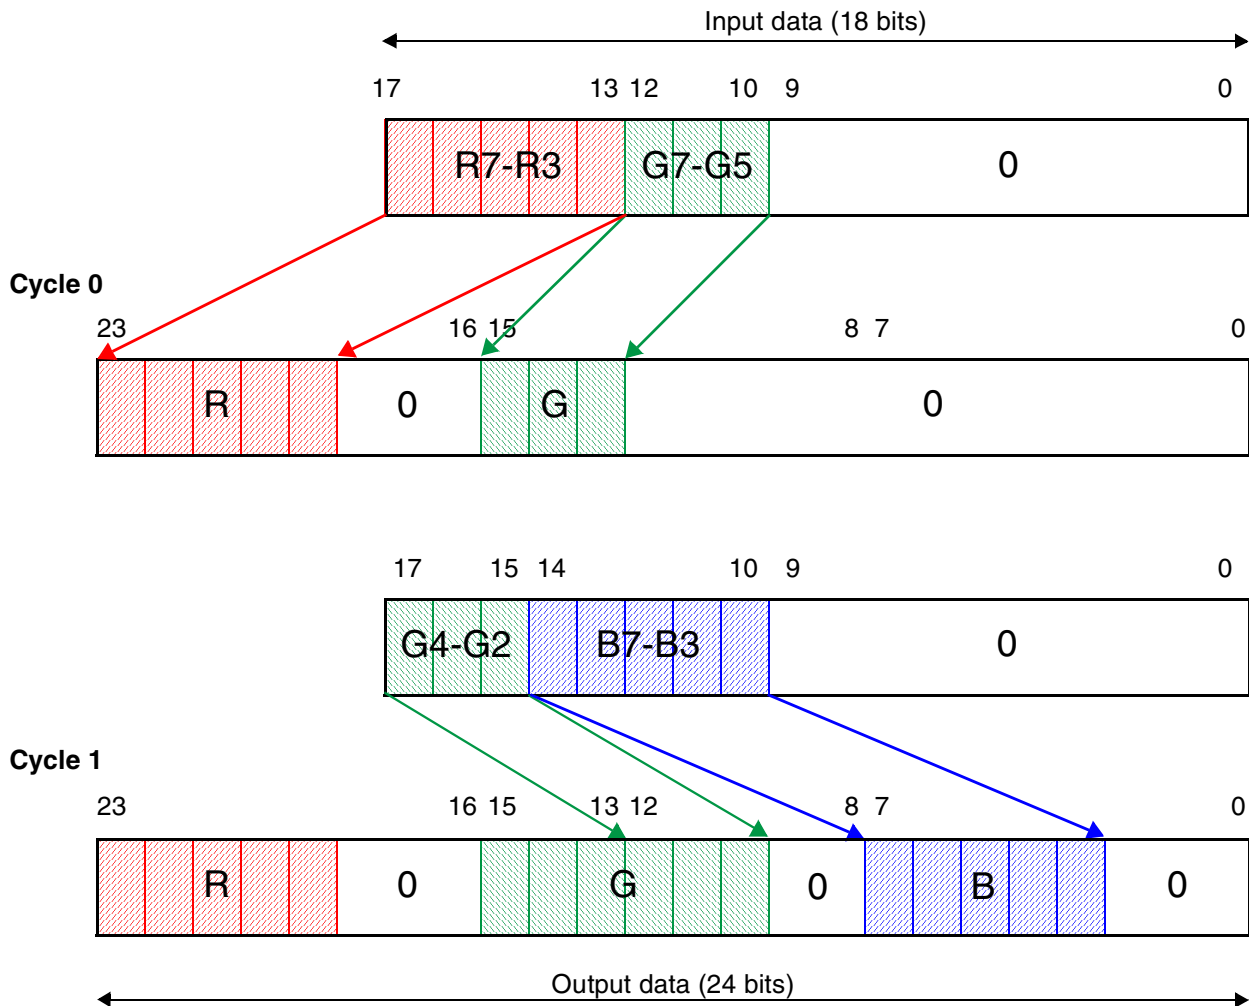 Input data (18 bits)
17 13 12 10 9 0
R7-R3 G7-G5 0
Cycle 0
23 16 15 8 7 0
R 0 G 0
17 15 14 10 9 0
G4-G2 B7-B3 0
Cycle 1
23 16 15 13 12 8 7 0
R 0 G 0 B 0
Output data (24 bits)